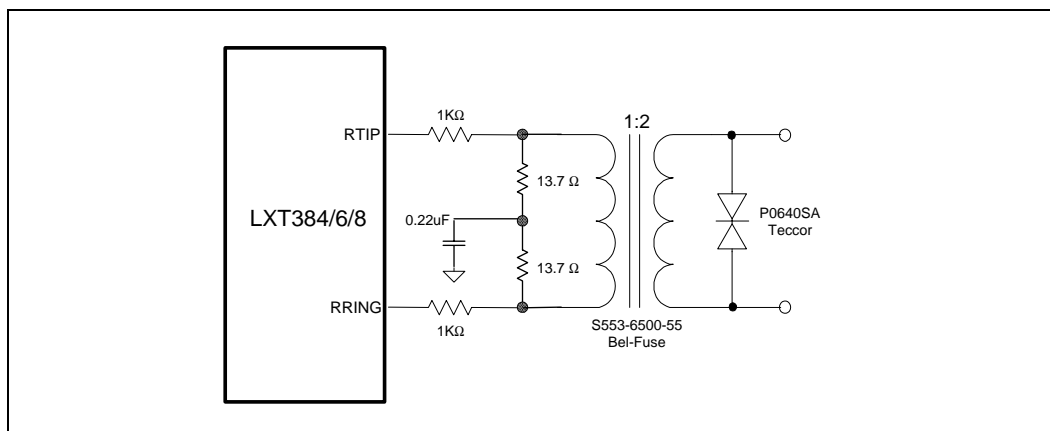 1KΩ
1:2
RTIP
13.7 Ω
0.22uF
LXT384/6/8
P0640SA
Teccor
13.7 Ω
RRING
1KΩ
S553-6500-55
Bel-Fuse